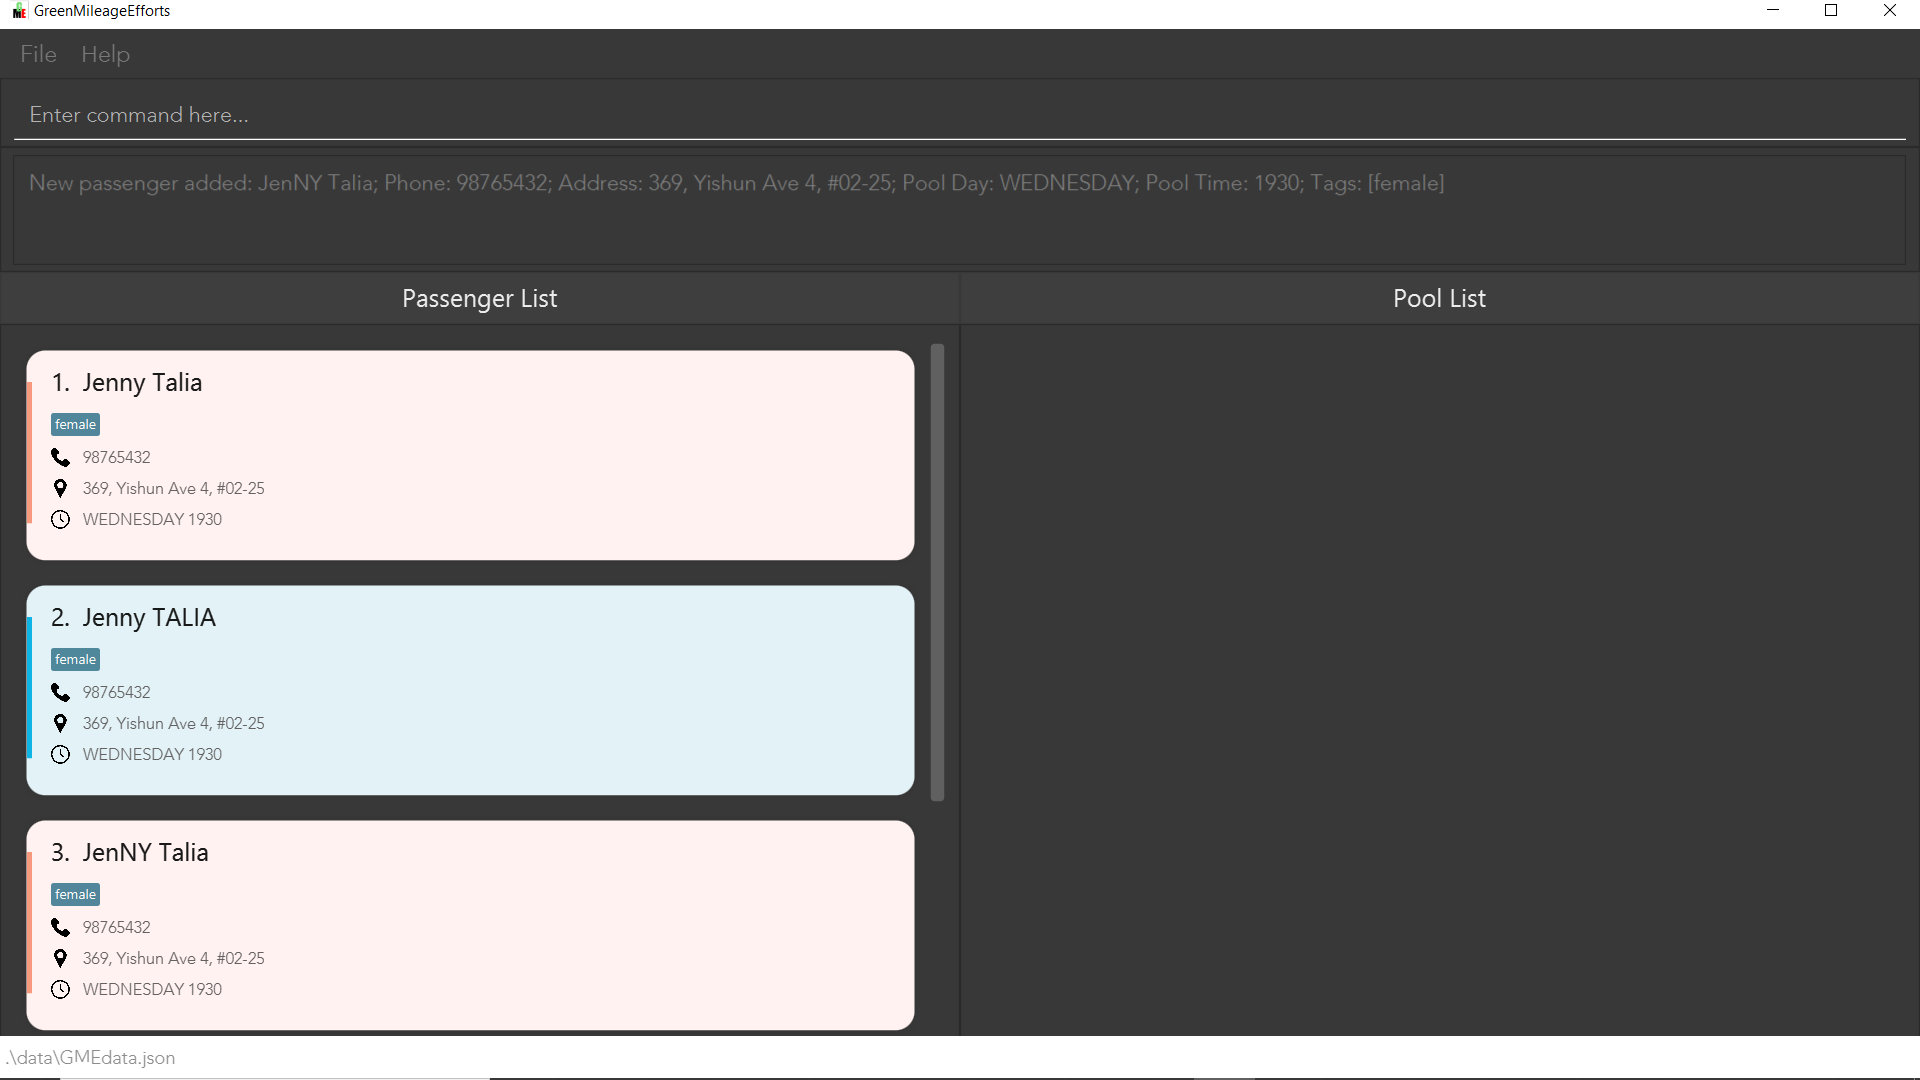 GreenMileageEfforts
File Help
Enter command here...
New passenger added: JenNY Talia; Phone: 98765432; Address: 369, Yishun Ave 4, #02-25; Pool Day: WEDNESDAY; Pool Time: 1930; Tags: [female]
Passenger List
Pool List
1. Jenny Talia
female
98765432
369, Yishun Ave 4, #02-25
WEDNESDAY 1930
2. Jenny TALIA
female
98765432
369, Yishun Ave 4, #02-25
WEDNESDAY 1930
3. JenNY Talia
female
98765432
369, Yishun Ave 4, #02-25
WEDNESDAY 1930
.\data\GMEdata.json